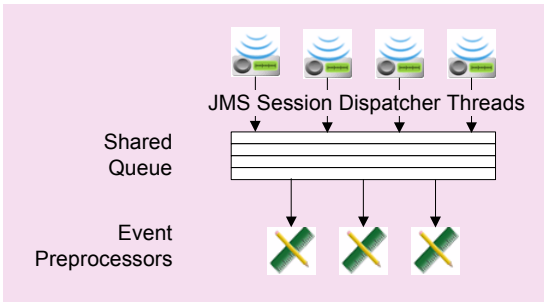 JMS Session Dispatcher Threads
Shared
Queue
Event
Preprocessors